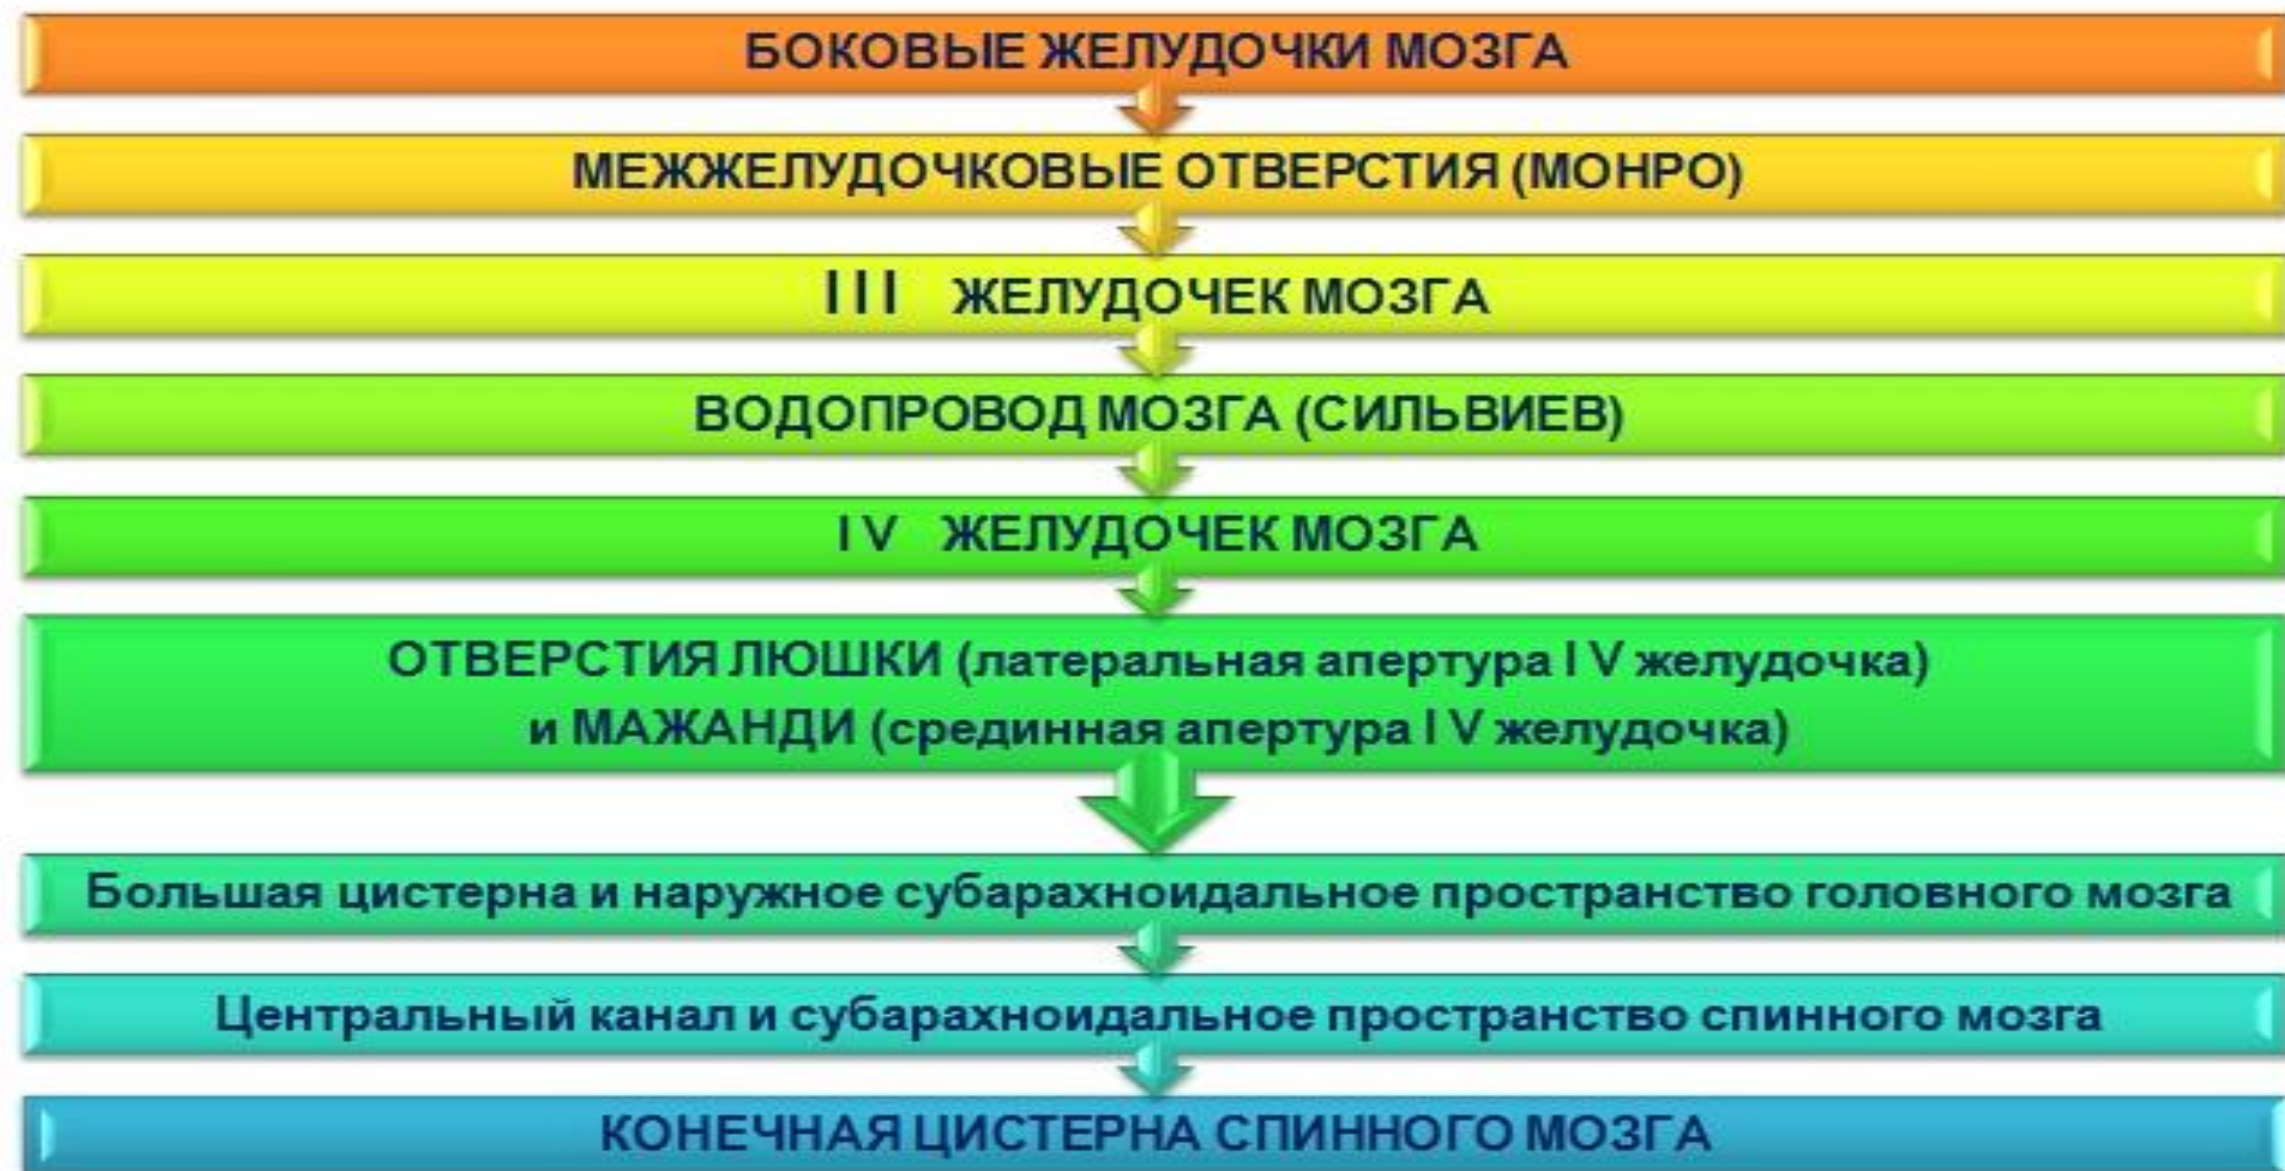 БОКОВЫЕ ЖЕЛУДОЧКИ МОЗГА
МЕЖЖЕЛУДОЧКОВЫЕ ОТВЕРСТИЯ (МОНРО)
III ЖЕЛУДОЧЕК МОЗГА
ВОДОПРОВОД МОЗГА (СИЛЬВИЕВ)
IV ЖЕЛУДОЧЕК МОЗГА
ОТВЕРСТИЯ ЛЮШКИ (латеральная апертура IV желудочка)
и МАЖАНДИ (срединная апертура IV желудочка)
Большая цистерна и наружное субарахноидальное пространство головного мозга
Центральный канал и субарахноидальное пространство спинного мозга
КОНЕЧНАЯ ЦИСТЕРНА СПИННОГО МОЗГА